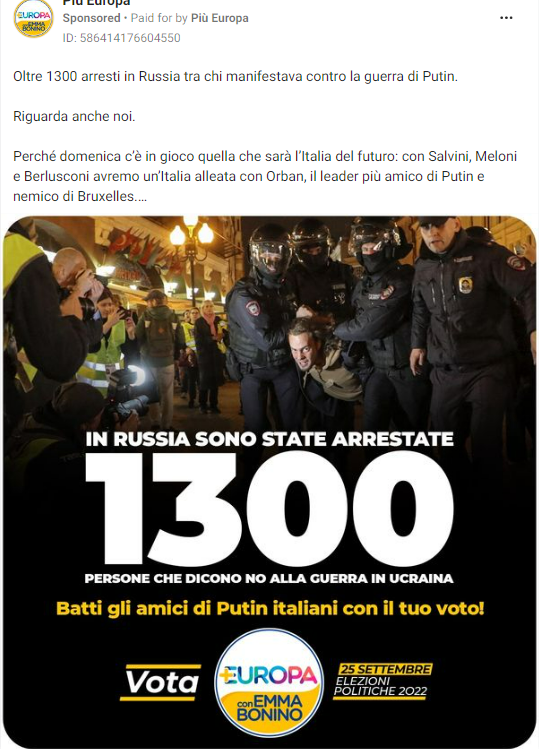 Più Europa
Sponsored • Paid for by Più Europa
ID: 586414176604550
Oltre 1300 arresti in Russia tra chi manifestava contro la guerra di Putin.
Riguarda anche noi.
Perché domenica c'è in gioco quella che sarà l'Italia del futuro: con Salvini, Meloni
e Berlusconi avremo un'Italia alleata con Orban, il leader più amico di Putin e
nemico di Bruxelles....
IN RUSSIA SONO STATE ARRESTATE
1300
PERSONE CHE DICONO NO ALLA GUERRA IN UCRAINA
Batti gli amici di Putin italiani con il tuo voto!
Vota
+EUROPA
con EMMA
BONINO
25 SETTEMBRE
ELEZIONI
POLITICHE 2022